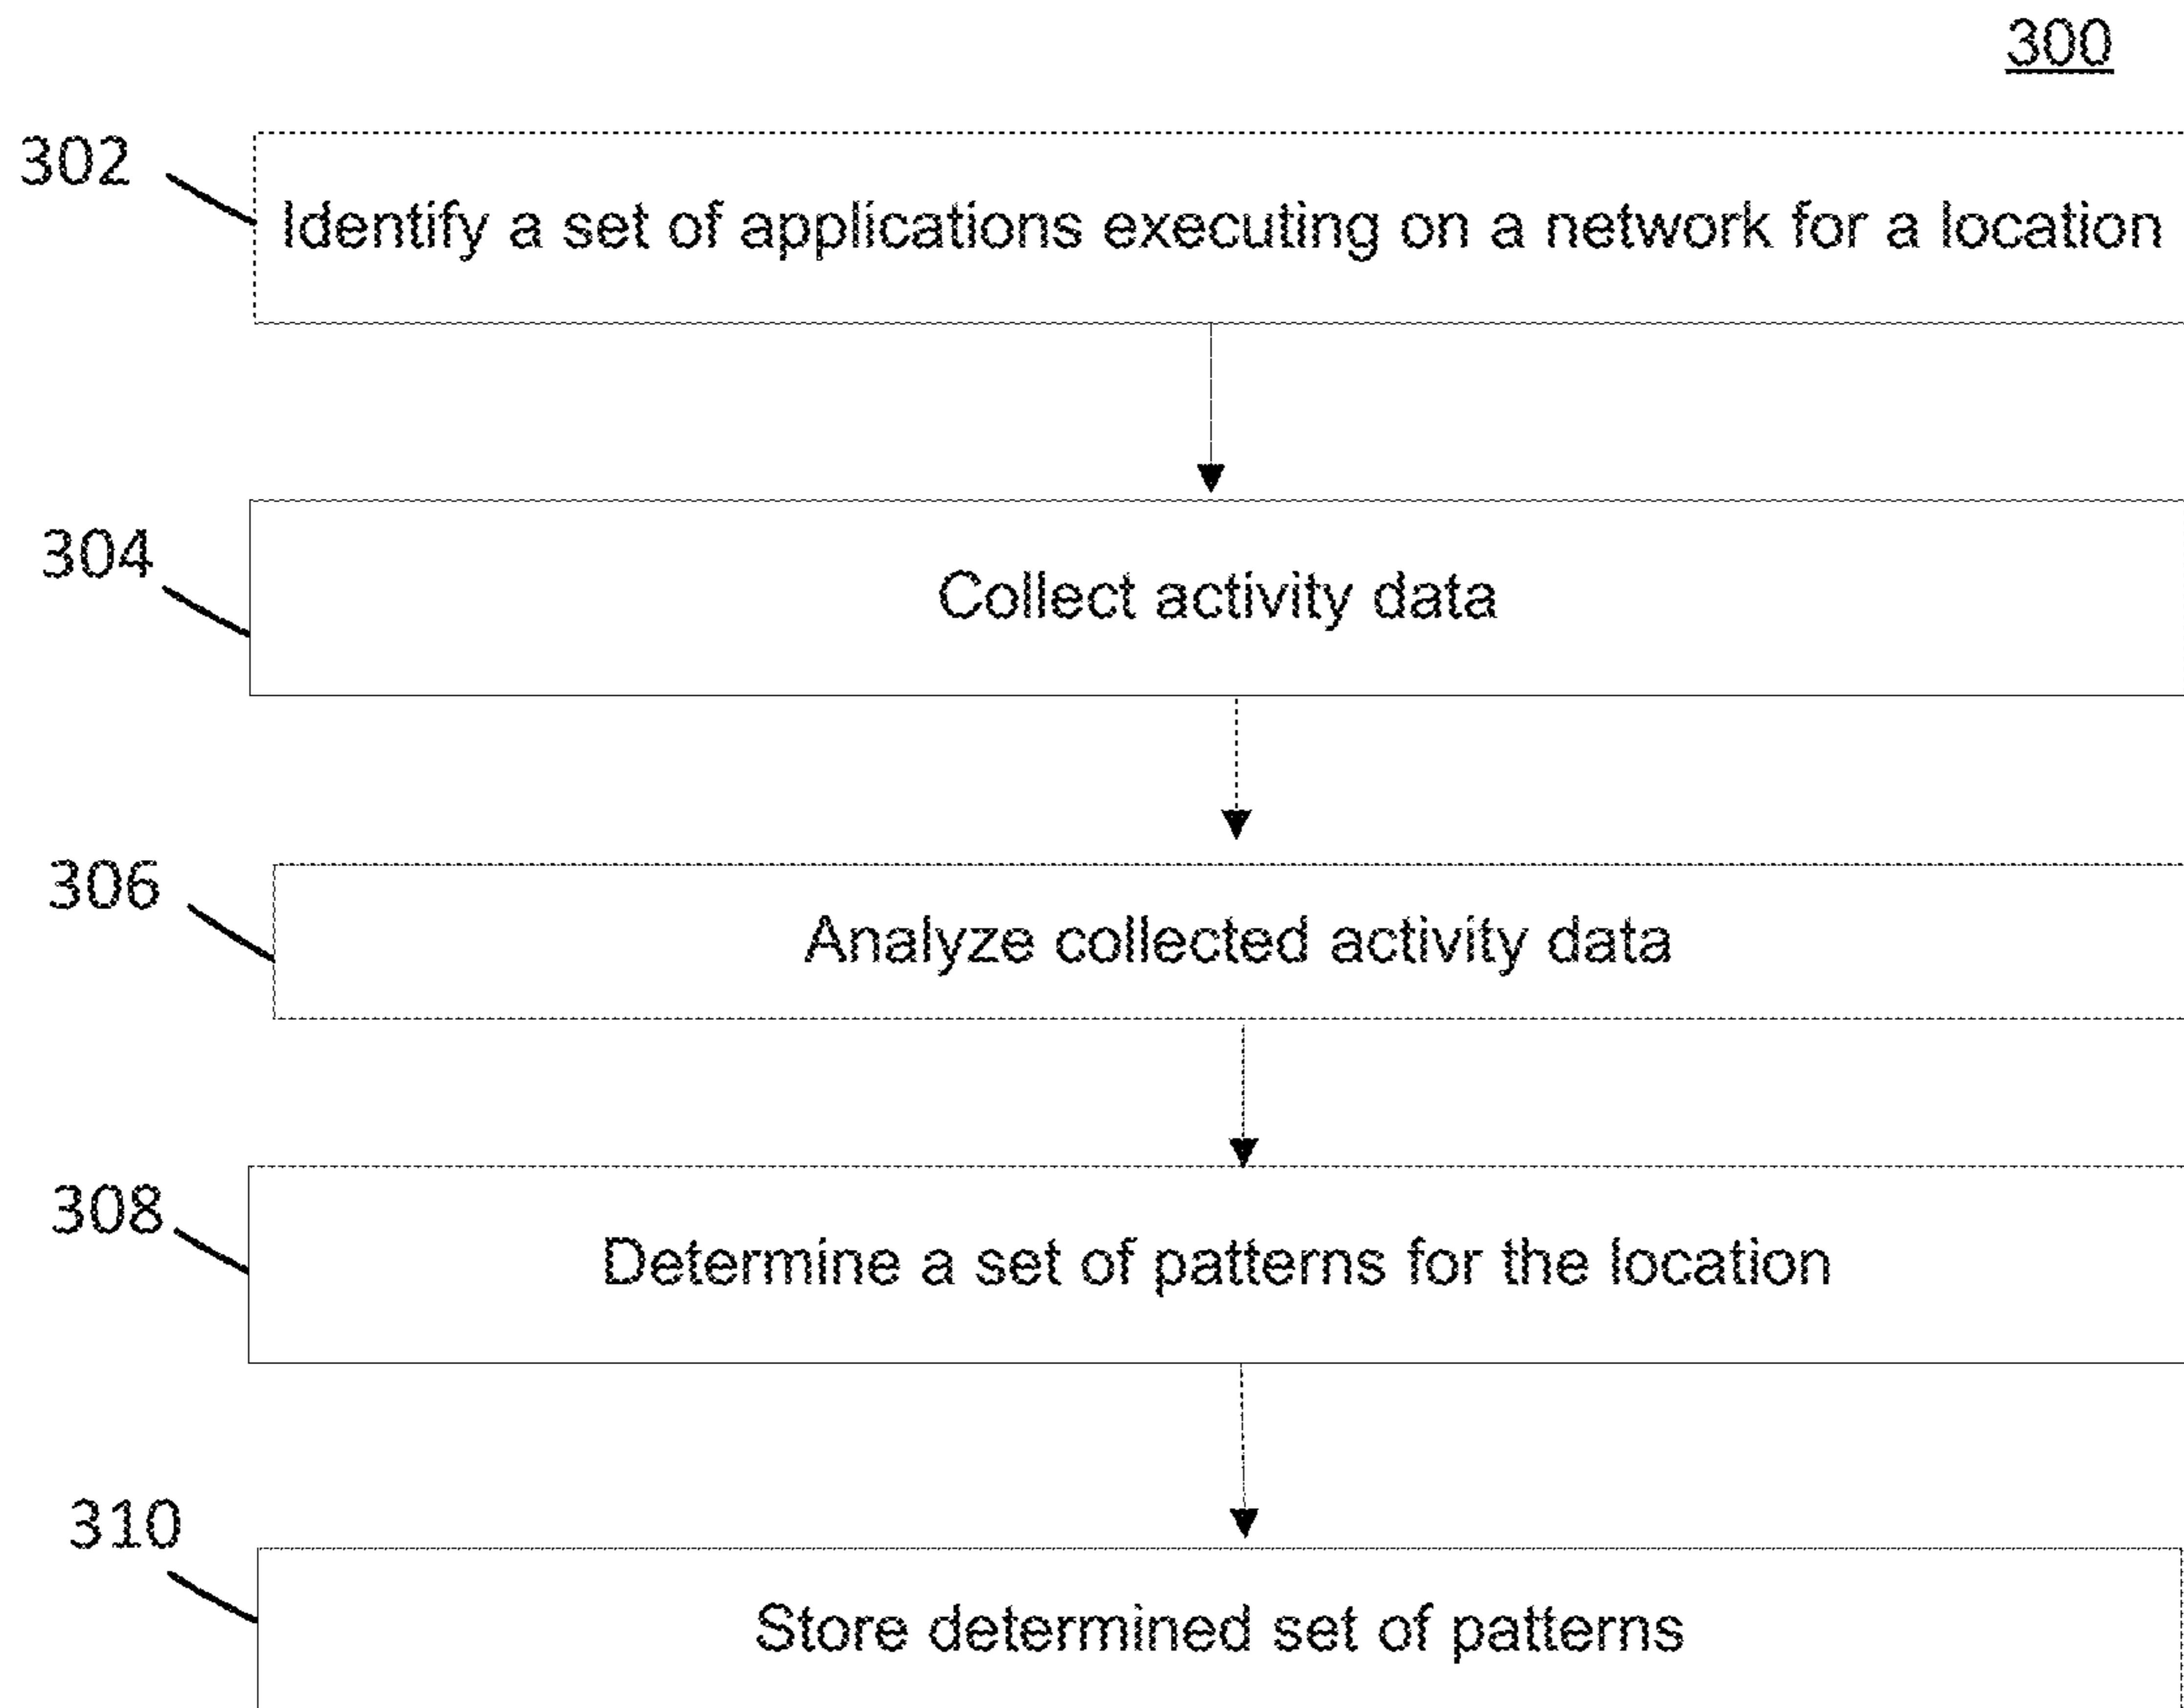 300
302
Identify a set of applications executing on a network for a location
304
Collect activity data
306
Analyze collected activity data
308
Determine a set of patterns for the location
310
Store determined set of patterns